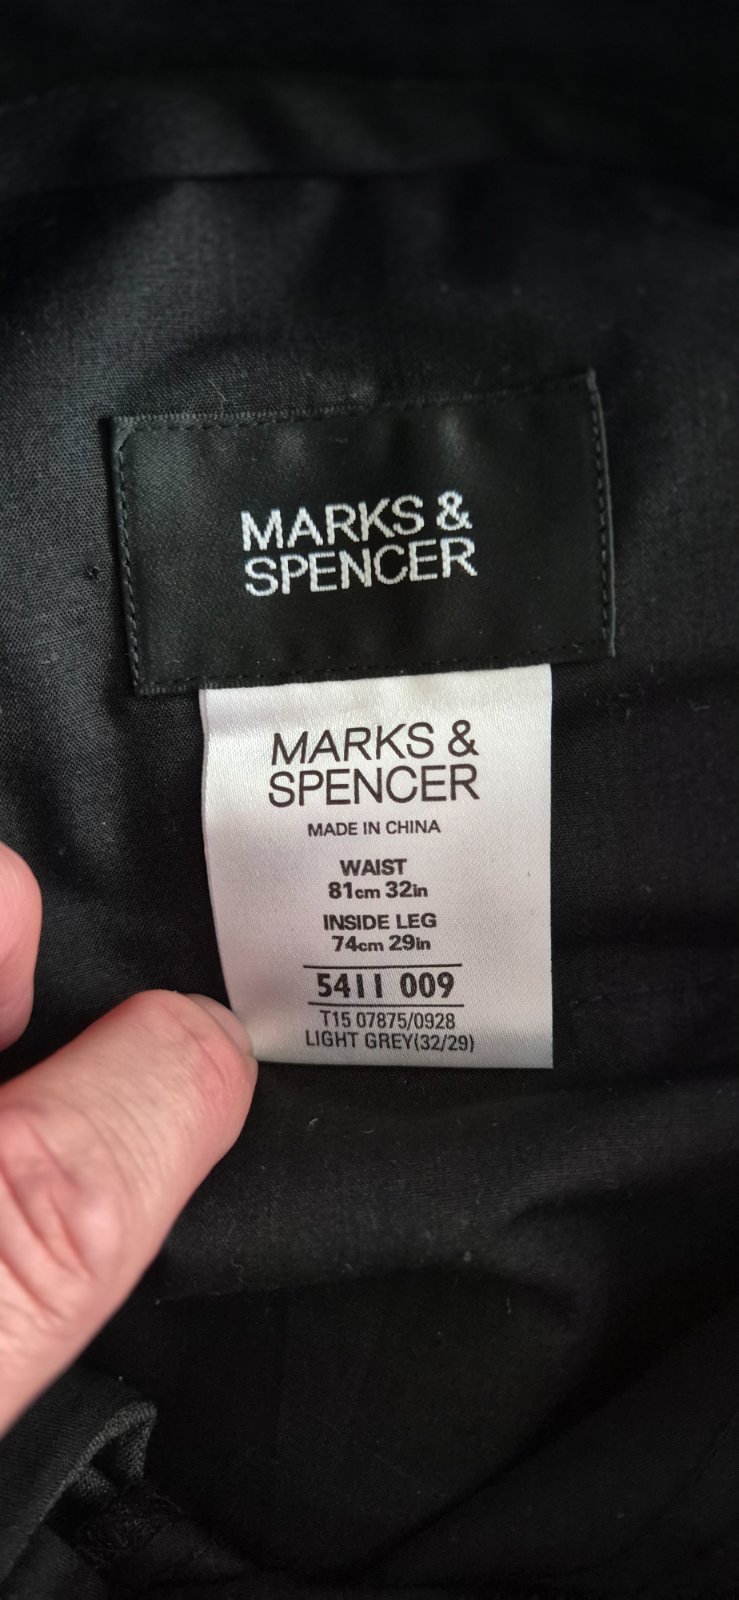 MARKS &
SPENCER
MARKS &
SPENCER
MADE IN CHINA
WAIST
81cm 32in
INSIDE LEG
74cm 29in
5411 009
T15 07875/0928
LIGHT GREY(32/29)